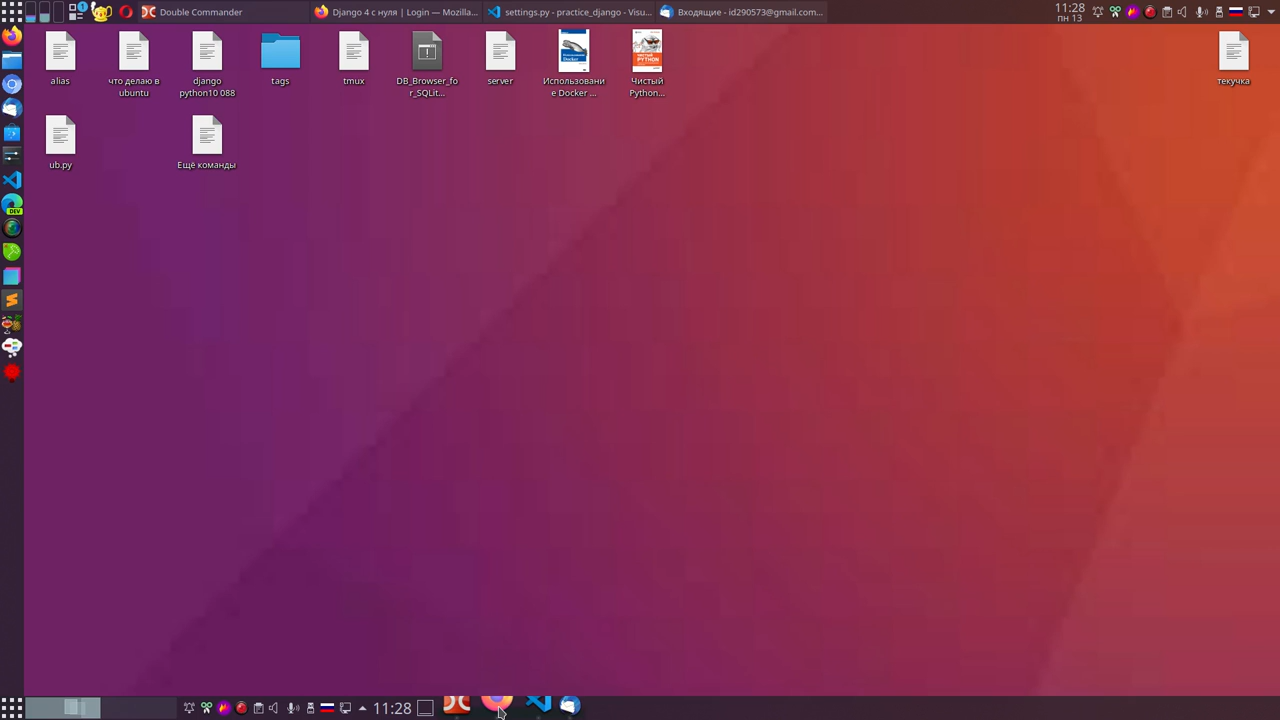 Double Commander
Django 4 с нуля | Login — Mozilla...
settings.py - practice_django - Visu...
Входящие - id290573@gmail.com...
11:28
пн 13
alias
что делаю в
ubuntu
django
python10 088
tags
tmux
DB_Browser_fo
r_SQLit...
server
Использовани
е Docker ...
Чистый
Python...
текучка
ub.py
Ещё команды
DEV
11:28